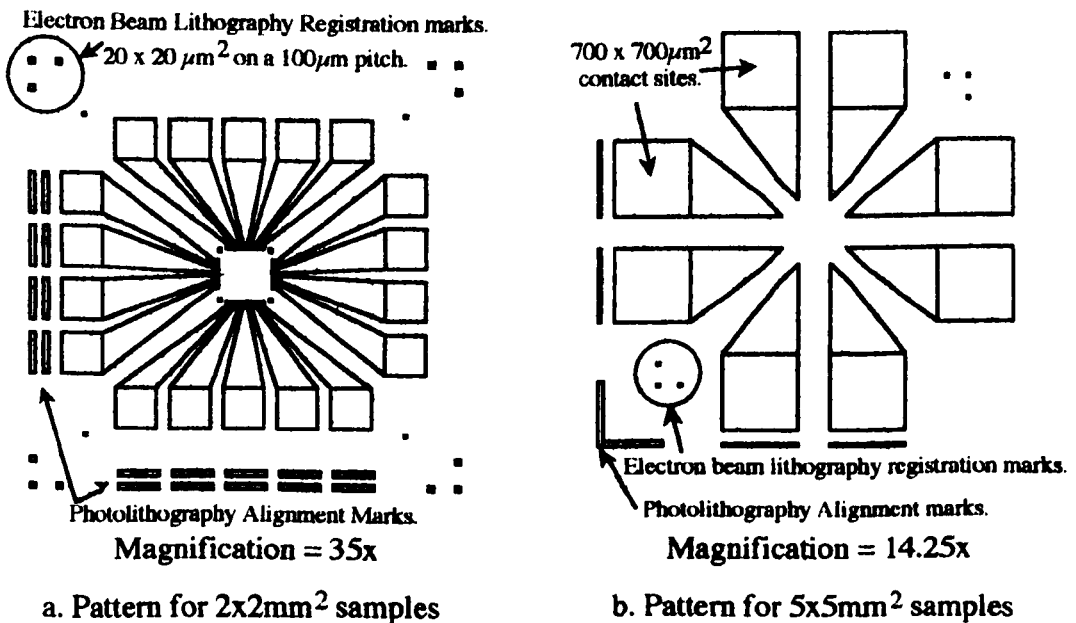 Electron Beam Lithography Registration marks.
20 x 20 μm² on a 100μm pitch.
Photolithography Alignment Marks.
Magnification = 35x
a. Pattern for 2x2mm² samples
700 x 700μm²
contact sites.
Electron beam lithography registration marks.
Photolithography Alignment marks.
Magnification = 14.25x
b. Pattern for 5x5mm² samples